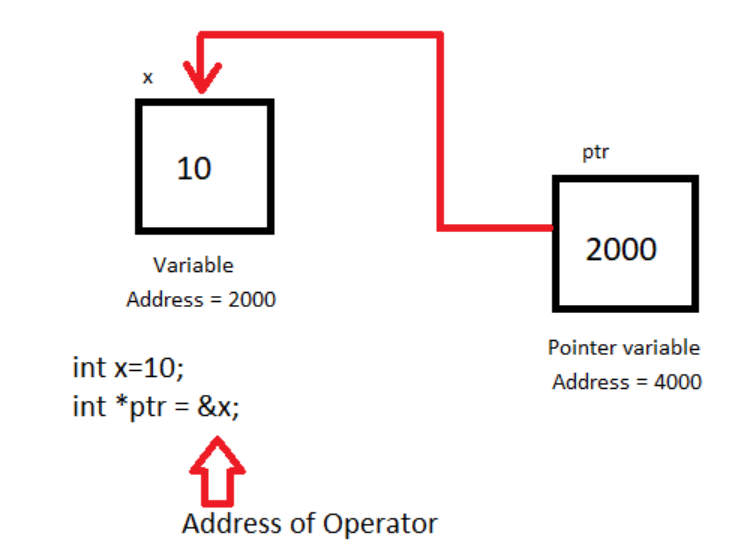 x
10
Variable
Address = 2000
ptr
2000
Pointer variable
Address = 4000
int x=10;
int *ptr = &x;
Address of Operator